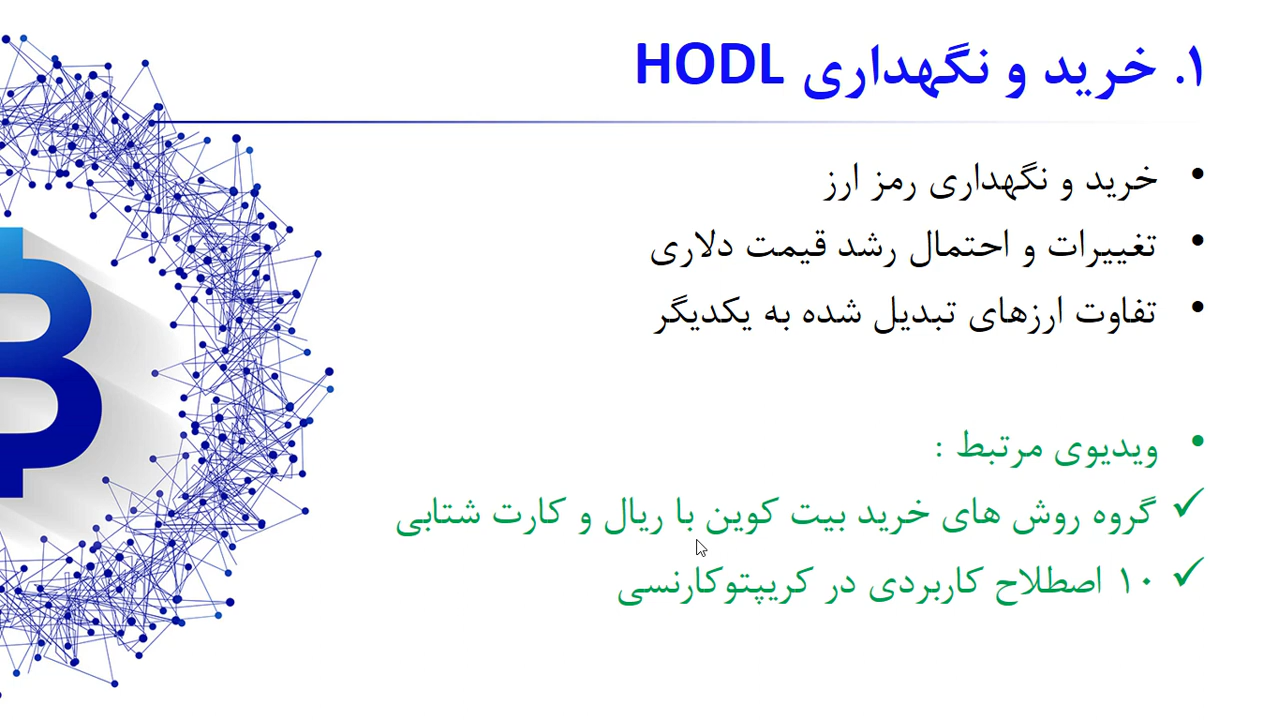 ۱. خرید و نگهداری HODL
• خرید و نگهداری رمز ارز
• تغییرات و احتمال رشد قیمت دلاری
• تفاوت ارزهای تبدیل شده به یکدیگر
• ویدیوی مرتبط :
✓ گروه روش های خرید بیت کوین با ریال و کارت شتابی
✓ ۱۰ اصطلاح کاربردی در کریپتوکارنسی